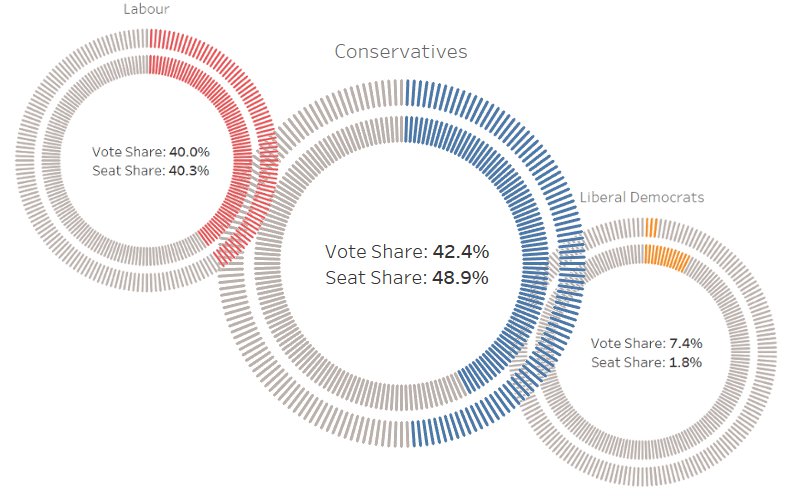 Labour
Vote Share: 40.0%
Seat Share: 40.3%
Conservatives
Vote Share: 42.4%
Seat Share: 48.9%
Liberal Democrats
Vote Share: 7.4%
Seat Share: 1.8%